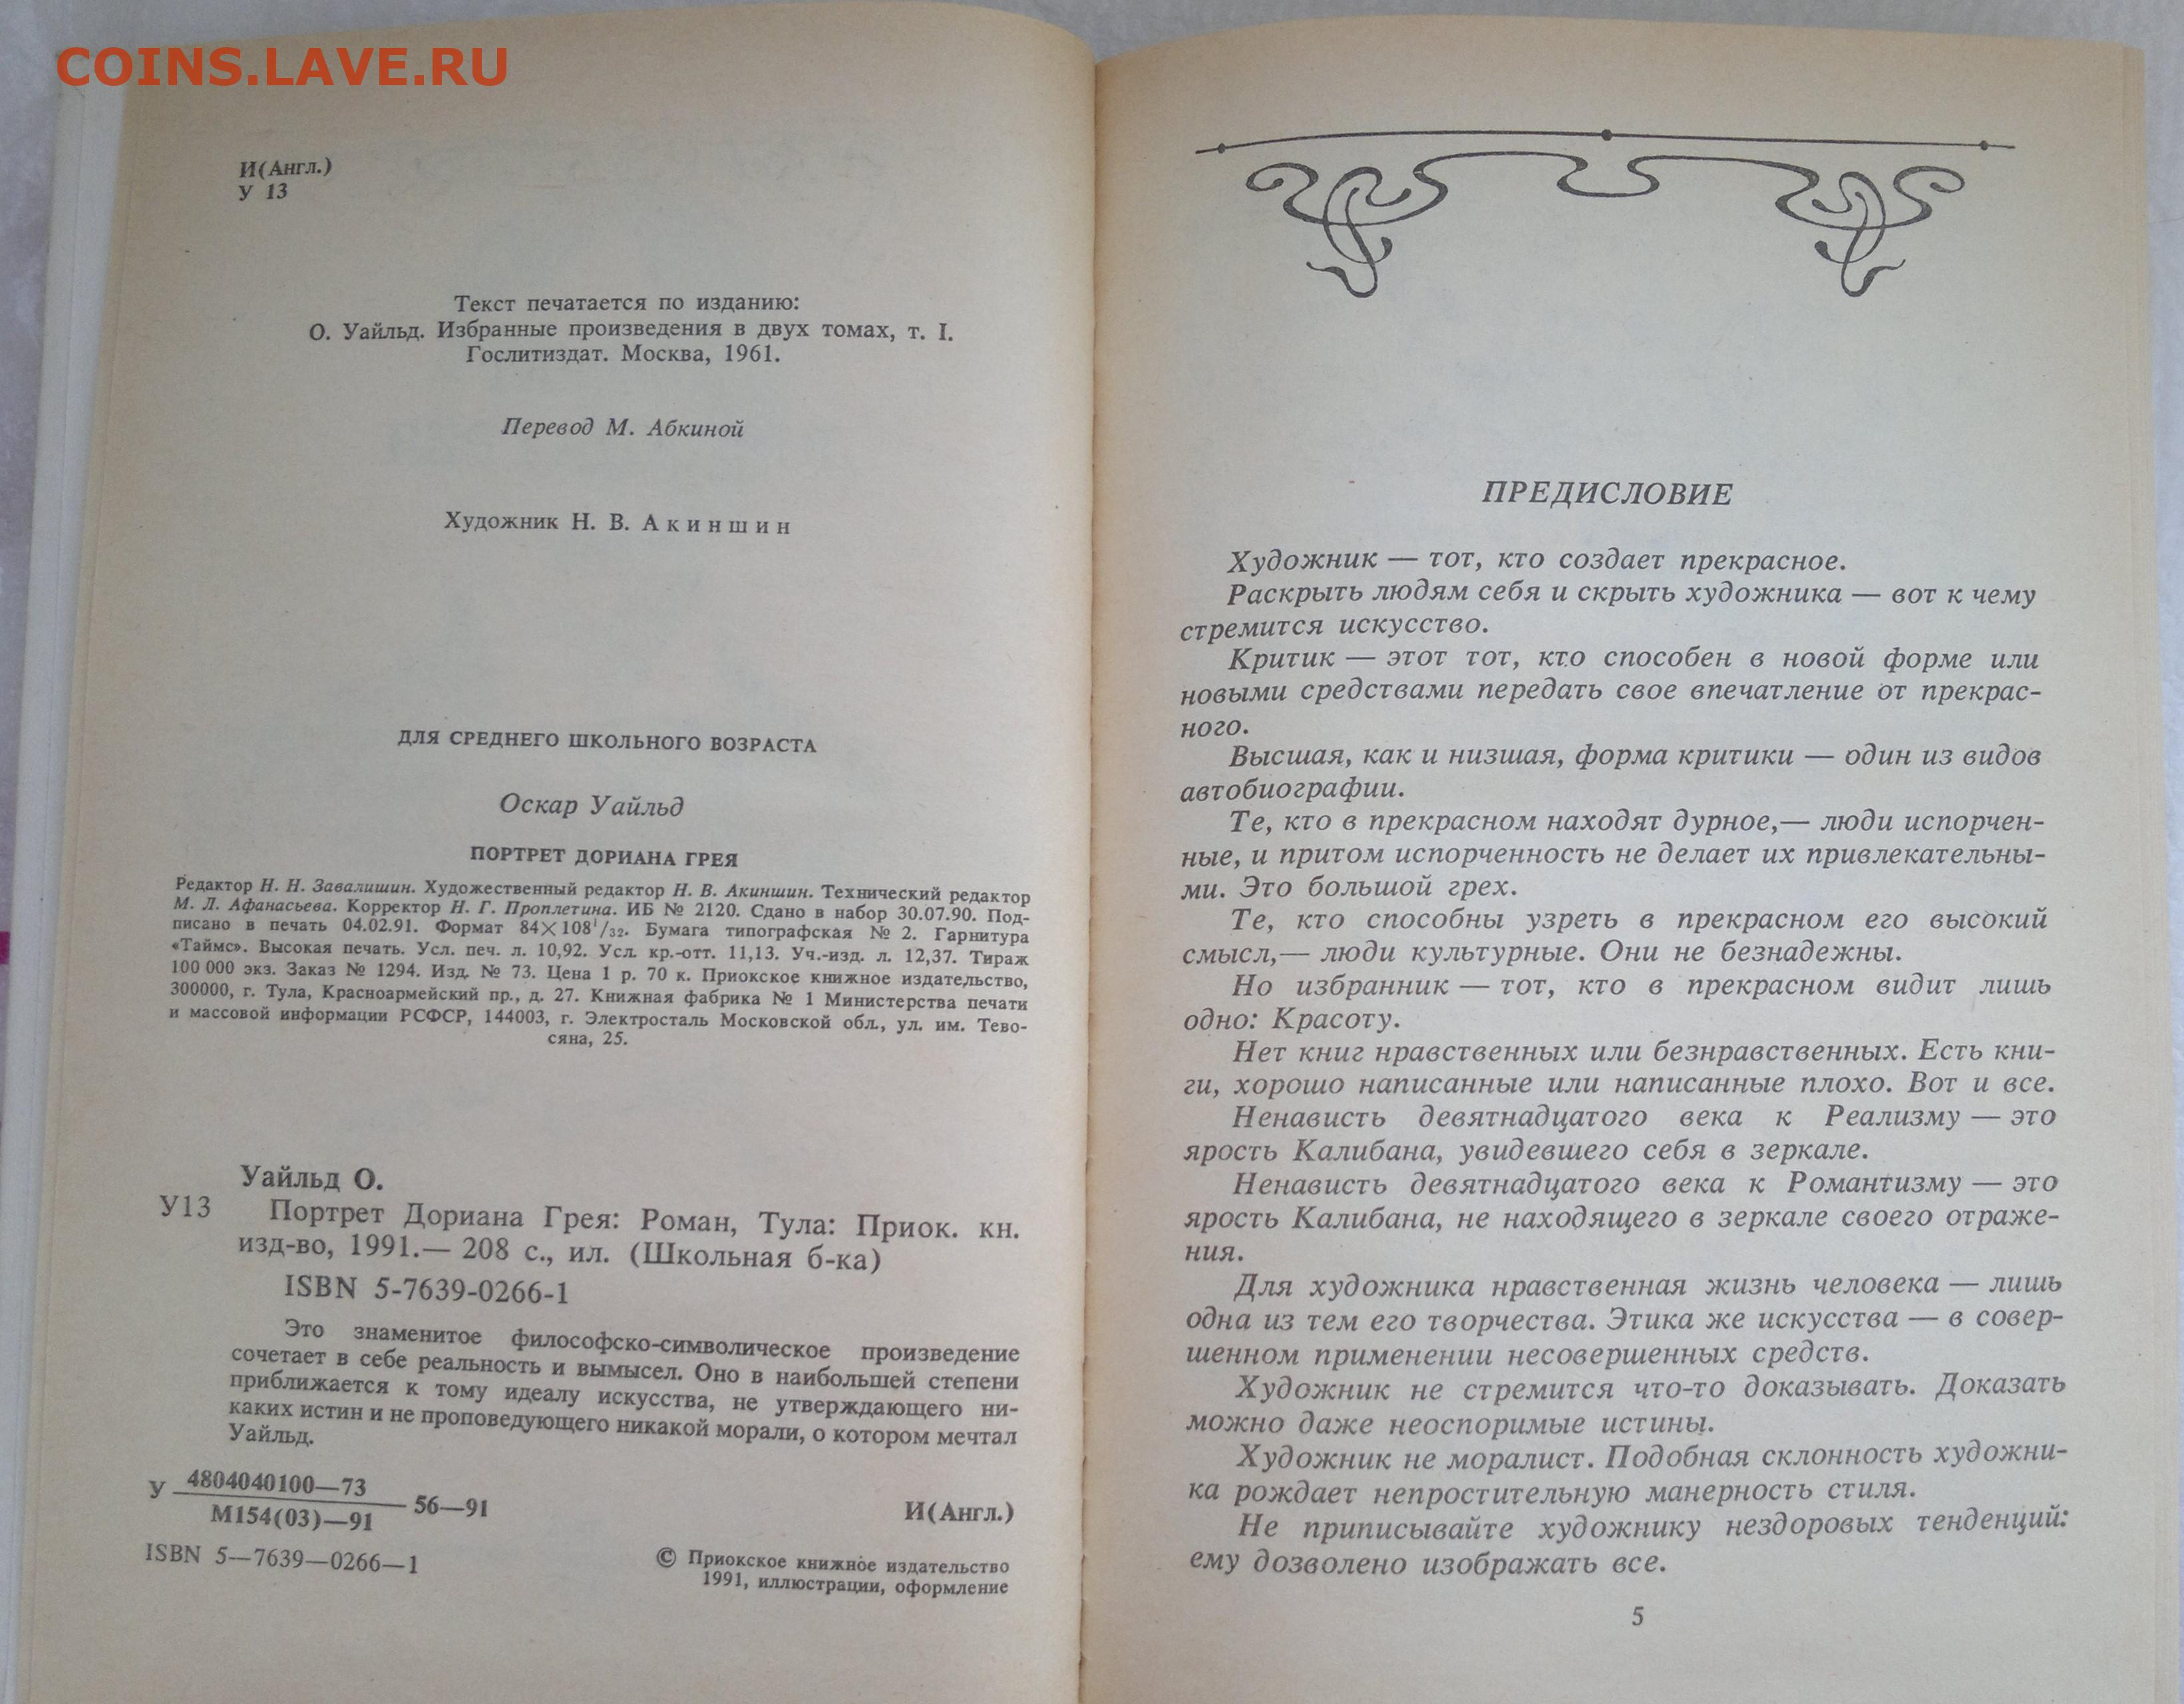 COINS.LAVE.RU
И(Англ.)
У 13
Текст печатается по изданию:
О. Уайльд. Избранные произведения в двух томах, т. I.
Гослитиздат. Москва, 1961.
Перевод М. Абкиной
Художник Н. В. Акиншин
ДЛЯ СРЕДНЕГО ШКОЛЬНОГО ВОЗРАСТА
Оскар Уайльд
ПОРТРЕТ ДОРИАНА ГРЕЯ
Редактор Н. Н. Завалишин. Художественный редактор Н. В. Акиншин. Технический редактор
М. Л. Афанасьева. Корректор Н. Г. Проплетина. ИБ № 2120. Сдано в набор 30.07.90. Под-
писано в печать 04.02.91. Формат 84×108¹/₃₂. Бумага типографская № 2. Гарнитура
«Таймс». Высокая печать. Усл. печ. л. 10,92. Усл. кр.-отт. 11,13. Уч.-изд. л. 12,37. Тираж
100 000 экз. Заказ № 1294. Изд. № 73. Цена 1 р. 70 к. Приокское книжное издательство,
300000, г. Тула, Красноармейский пр., д. 27. Книжная фабрика № 1 Министерства печати
и массовой информации РСФСР, 144003, г. Электросталь Московской обл., ул. им. Тево-
сяна, 25.
Уайльд О.
У13 Портрет Дориана Грея: Роман, Тула: Приок. кн.
изд-во, 1991.— 208 с., ил. (Школьная б-ка)
ISBN 5-7639-0266-1
Это знаменитое философско-символическое произведение
сочетает в себе реальность и вымысел. Оно в наибольшей степени
приближается к тому идеалу искусства, не утверждающего ни-
каких истин и не проповедующего никакой морали, о котором мечтал
Уайльд.
4804040100—73
У 56—91
М154(03)—91
И(Англ.)
ISBN 5—7639—0266—1
© Приокское книжное издательство
1991, иллюстрации, оформление
ПРЕДИСЛОВИЕ
Художник — тот, кто создает прекрасное.
Раскрыть людям себя и скрыть художника — вот к чему
стремится искусство.
Критик — этот тот, кто способен в новой форме или
новыми средствами передать свое впечатление от прекрас-
ного.
Высшая, как и низшая, форма критики — один из видов
автобиографии.
Те, кто в прекрасном находят дурное,— люди испорчен-
ные, и притом испорченность не делает их привлекательны-
ми. Это большой грех.
Те, кто способны узреть в прекрасном его высокий
смысл,— люди культурные. Они не безнадежны.
Но избранник — тот, кто в прекрасном видит лишь
одно: Красоту.
Нет книг нравственных или безнравственных. Есть кни-
ги, хорошо написанные или написанные плохо. Вот и все.
Ненависть девятнадцатого века к Реализму — это
ярость Калибана, увидевшего себя в зеркале.
Ненависть девятнадцатого века к Романтизму — это
ярость Калибана, не находящего в зеркале своего отраже-
ния.
Для художника нравственная жизнь человека — лишь
одна из тем его творчества. Этика же искусства — в совер-
шенном применении несовершенных средств.
Художник не стремится что-то доказывать. Доказать
можно даже неоспоримые истины.
Художник не моралист. Подобная склонность художни-
ка рождает непростительную манерность стиля.
Не приписывайте художнику нездоровых тенденций:
ему дозволено изображать все.
5